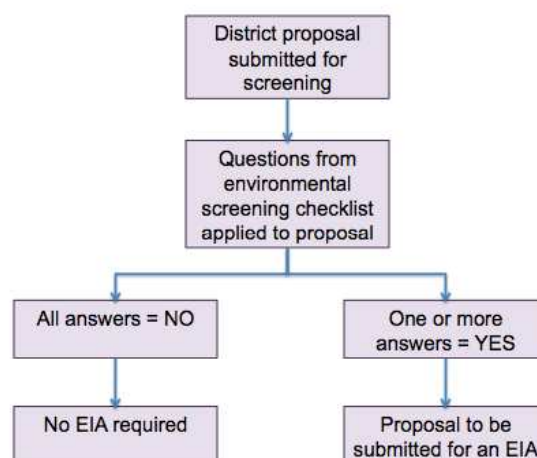 District proposal
submitted for
screening
Questions from
environmental
screening checklist
applied to proposal
All answers = NO
One or more
answers = YES
No EIA required
Proposal to be
submitted for an EIA